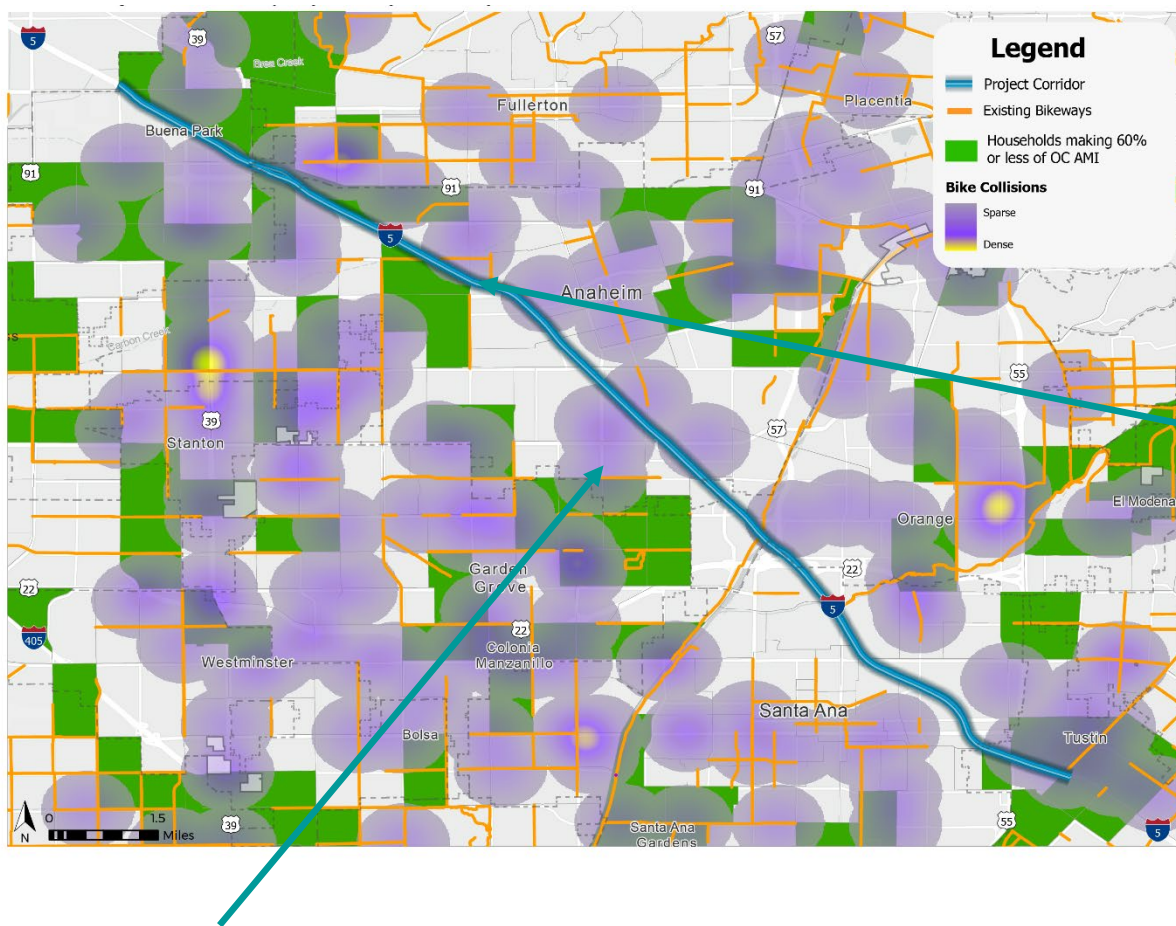 5
39
Brea Creek
57
Fullerton
Placentia
Buena Park
91
91
91
5
Anaheim
Carbon Creek
55
39
Stanton
57
El Modena
Orange
22
Garden
Grove
22
5
405
22
Colonia
Manzanillo
Westminster
Santa Ana
Bolsa
Tustin
0
1.5
Miles
N
39
Santa Ana
Gardens
55
5
Legend
Project Corridor
Existing Bikeways
Households making 60%
or less of OC AMI
Bike Collisions
Sparse
Dense